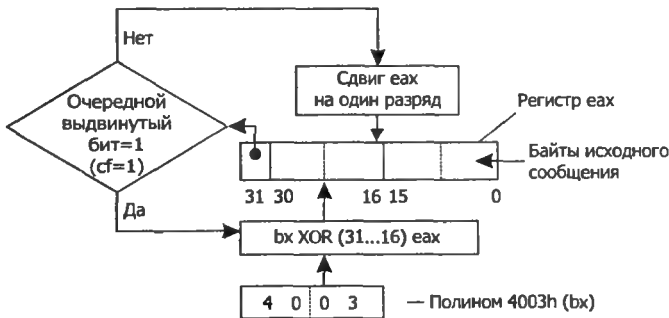 Нет
Сдвиг eax
на один разряд
Очередной
выдвинутый
бит=1
(cf=1)
Регистр eax
Байты исходного
сообщения
31 30 16 15 0
Да
bx XOR (31...16) eax
4 0 0 3
— Полином 4003h (bx)